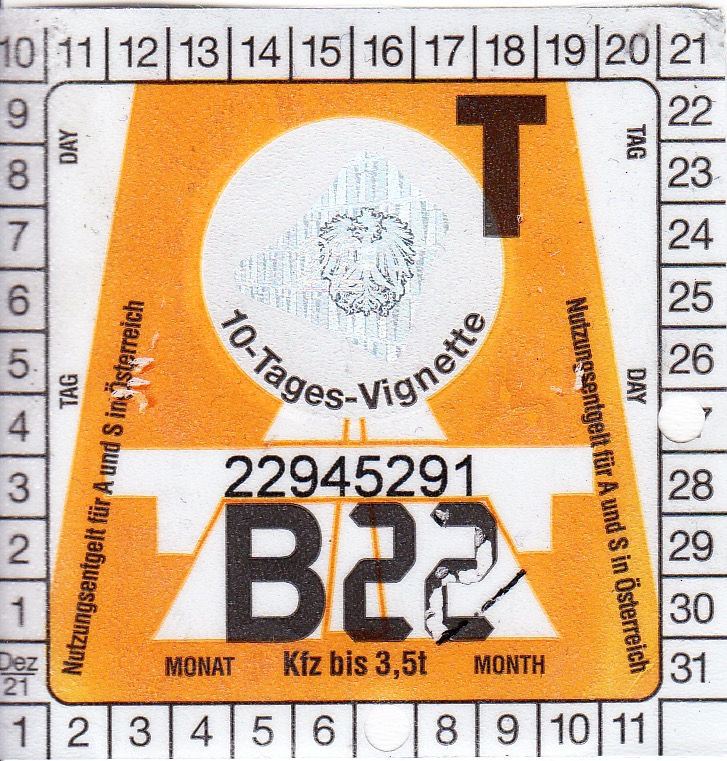 10 11 12 13 14 15 16 17 18 19 20 21
9 DAY T TAG 22
8 23
7 24
6 25
5 26
4 TAG DAY
3 28
2 29
1 30
Dez 31
21
Nutzungsentgelt für A und S in Österreich
10-Tages-Vignette
Nutzungsentgelt für A und S in Österreich
22945291
B22
MONAT Kfz bis 3,5t MONTH
1 2 3 4 5 6 8 9 10 11